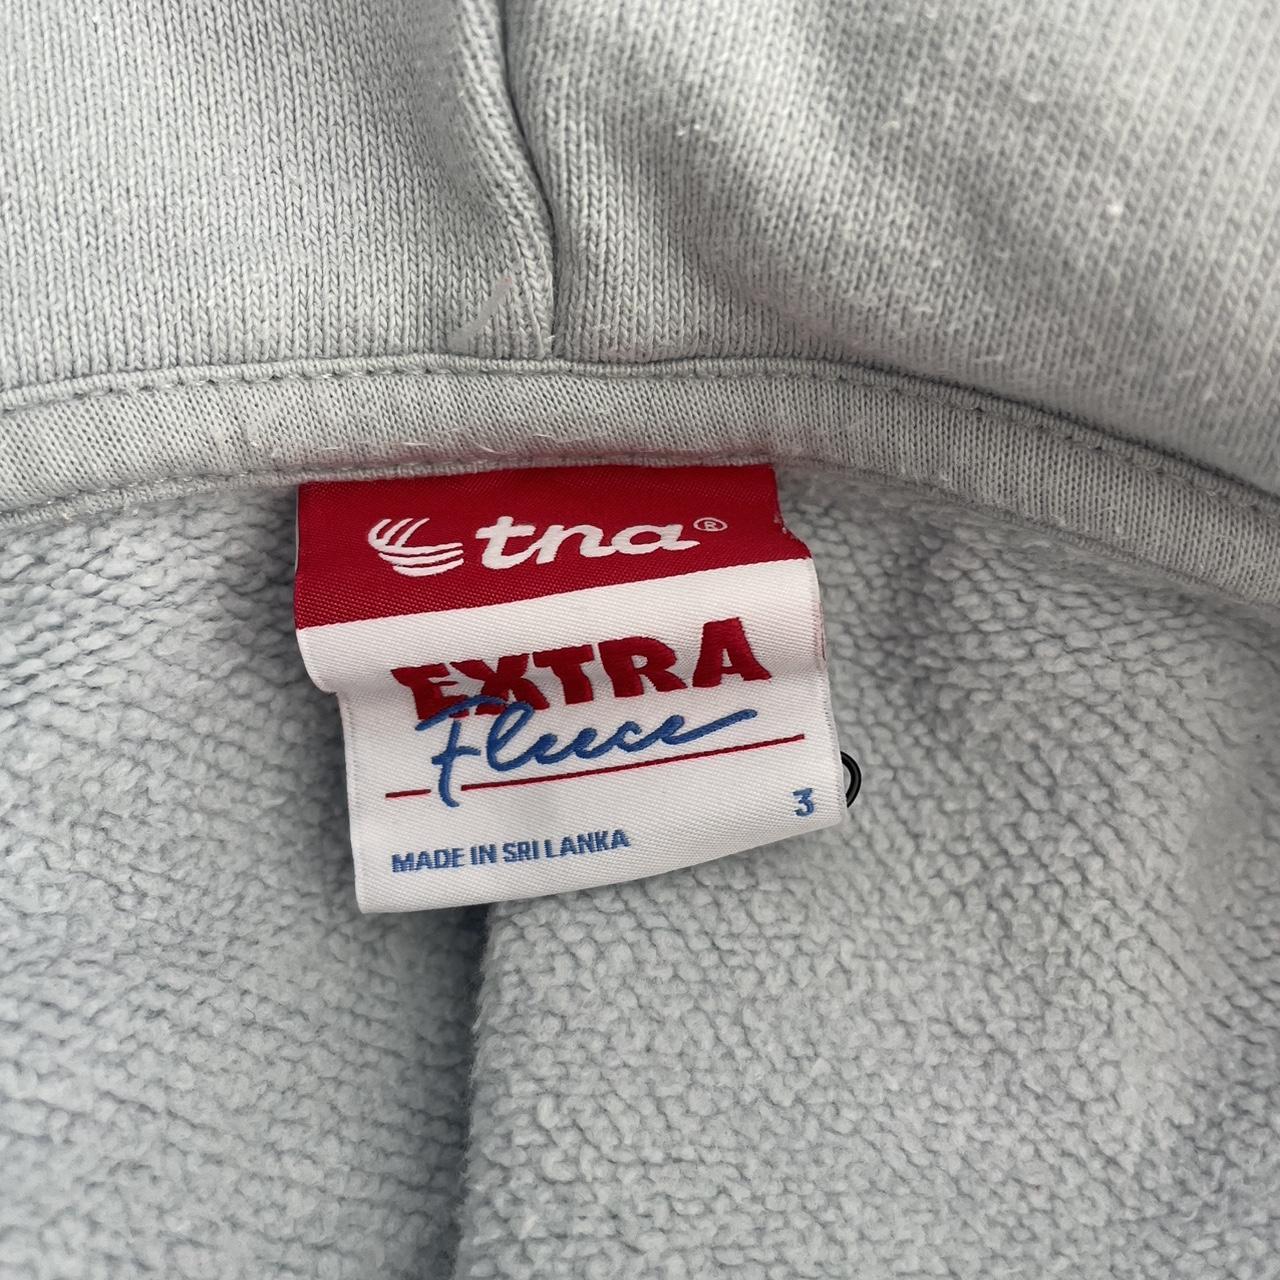 tna®
EXTRA
Fleece
3
MADE IN SRI LANKA